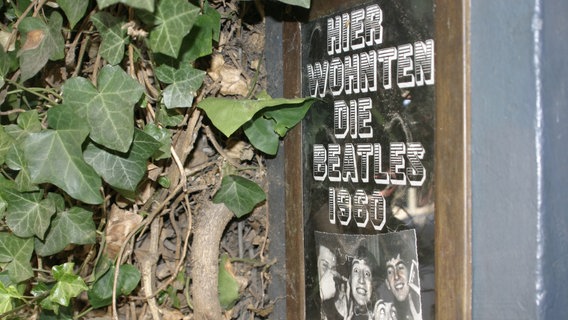 HIER
WOHNTEN
DIE
BEATLES
1960